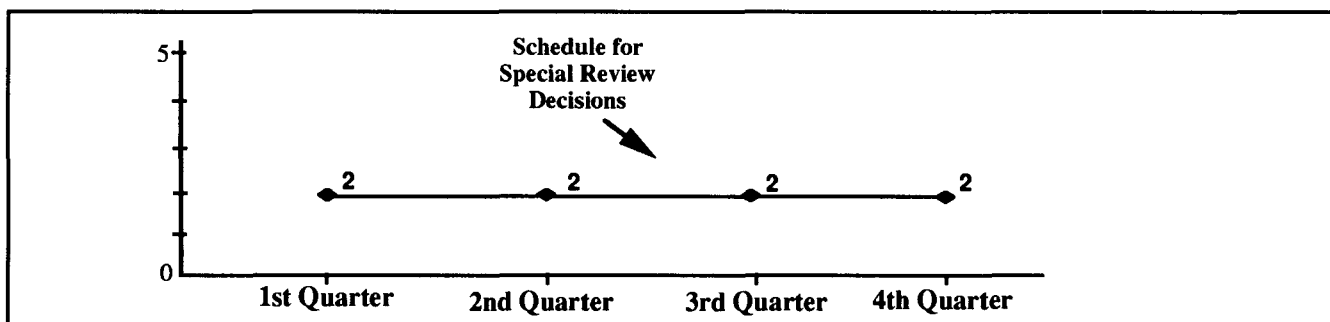 5
Schedule for
Special Review
Decisions
2 2 2 2
0
1st Quarter 2nd Quarter 3rd Quarter 4th Quarter